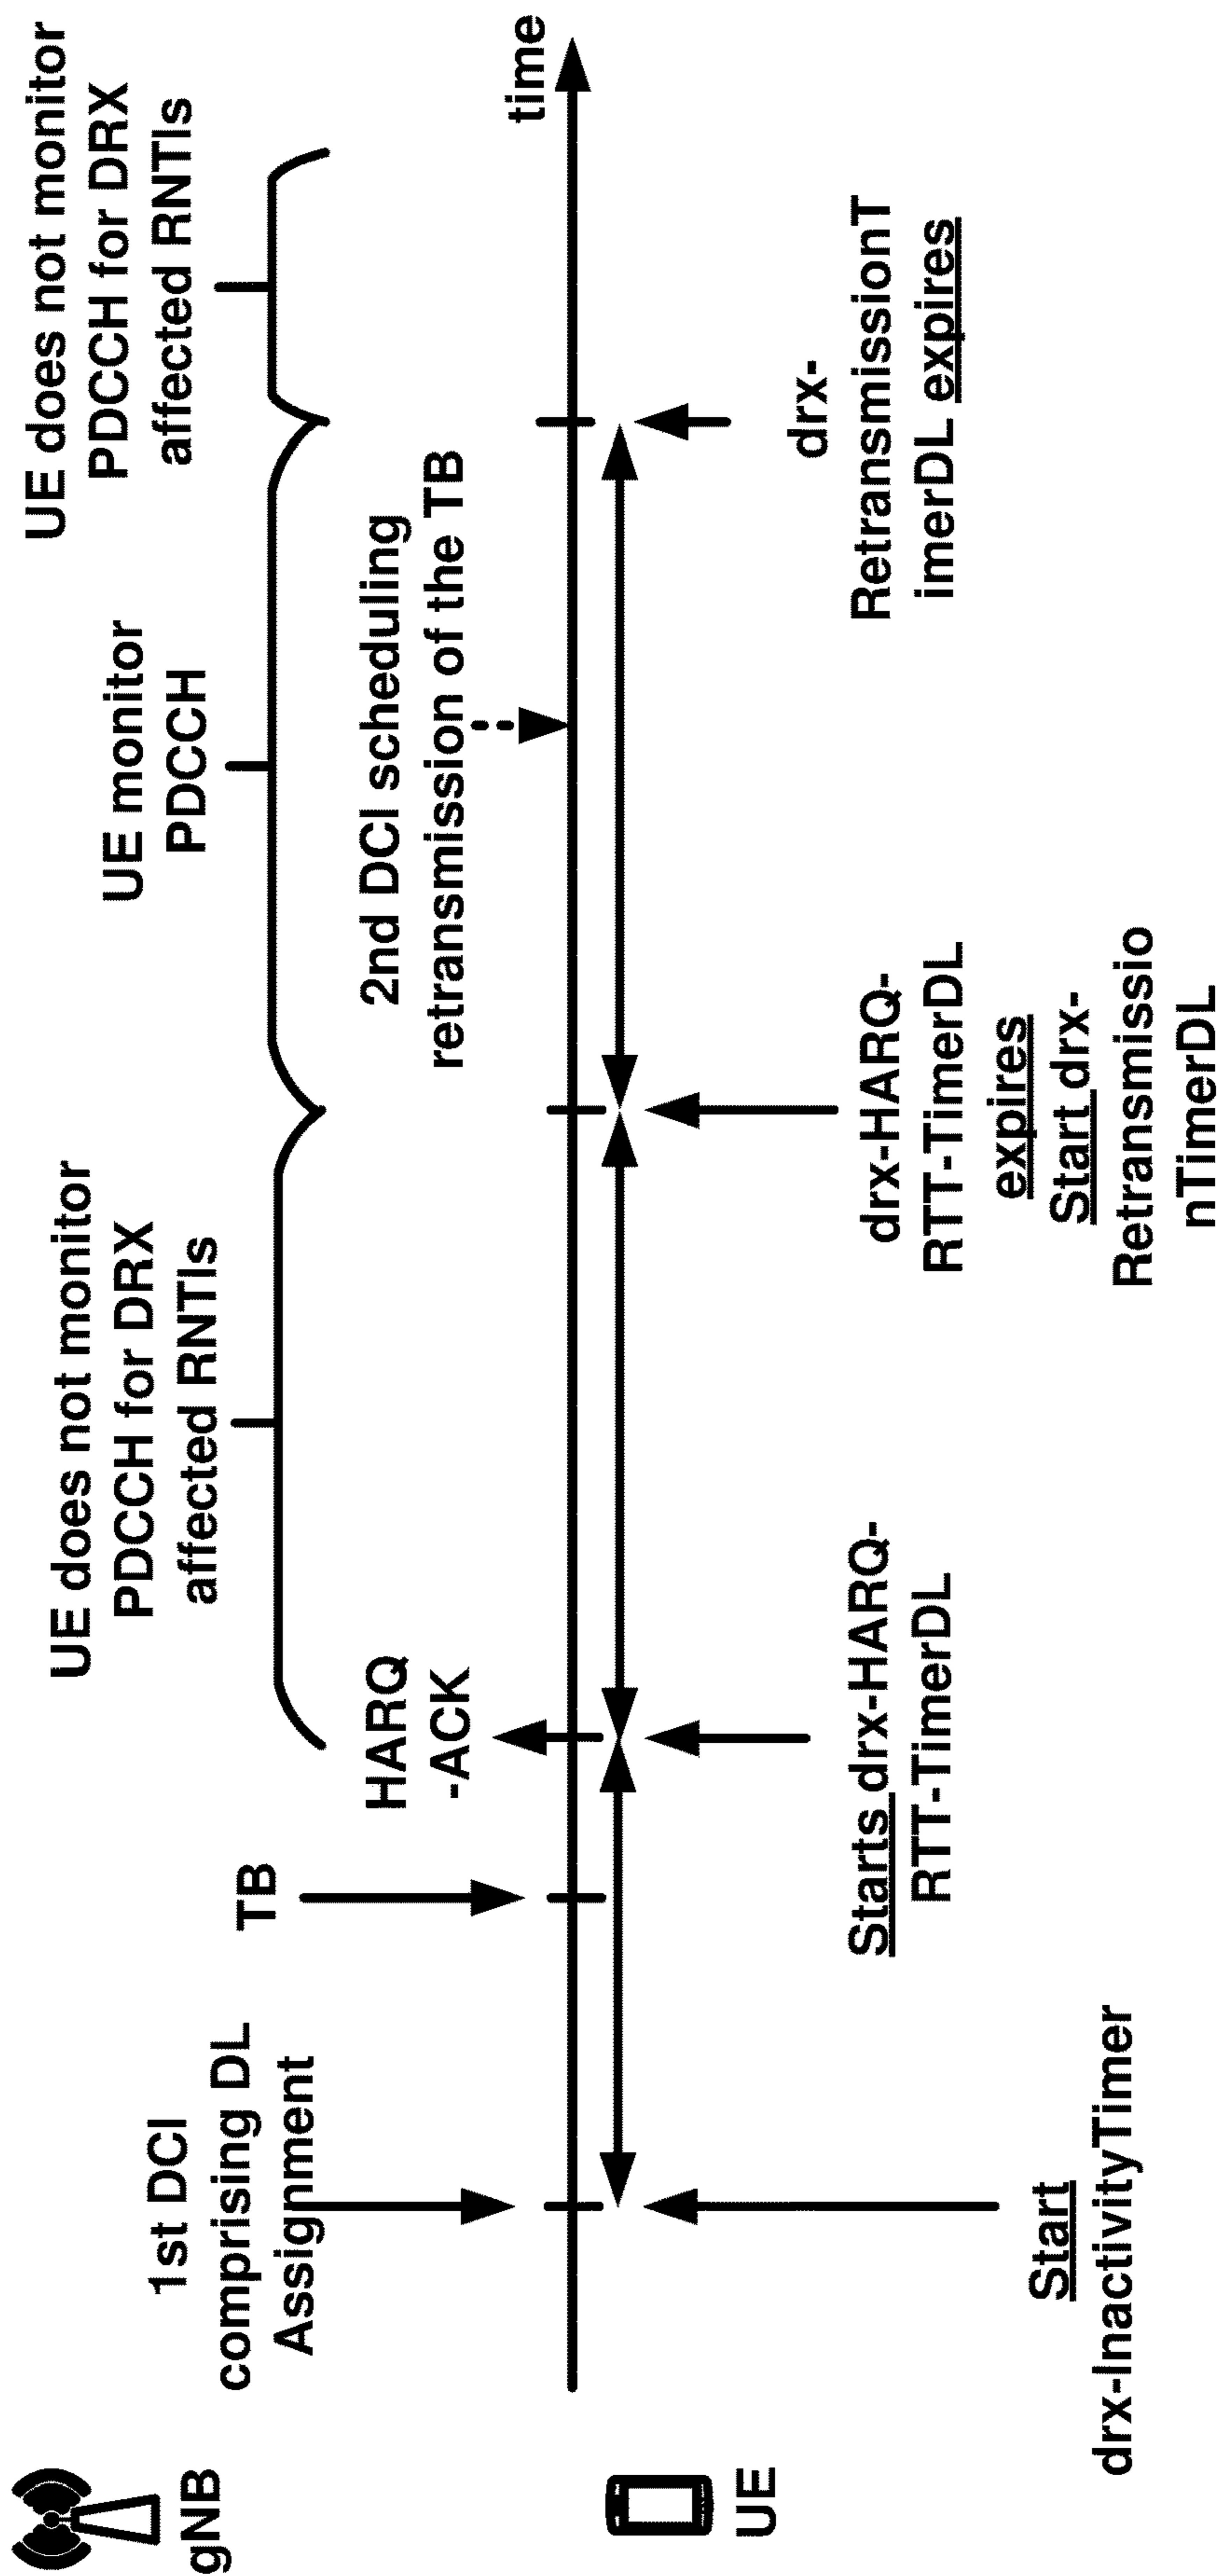 gNB
1st DCI
comprising DL
Assignment
TB
HARQ
-ACK
UE does not monitor
PDCCH for DRX
affected RNTIs
UE monitor
PDCCH
2nd DCI scheduling
retransmission of the TB
UE does not monitor
PDCCH for DRX
affected RNTIs
time
UE
Start
drx-InactivityTimer
Starts drx-HARQ-
RTT-TimerDL
drx-HARQ-
RTT-TimerDL
expires
Start drx-
Retransmissio
nTimerDL
drx-
RetransmissionT
imerDL expires